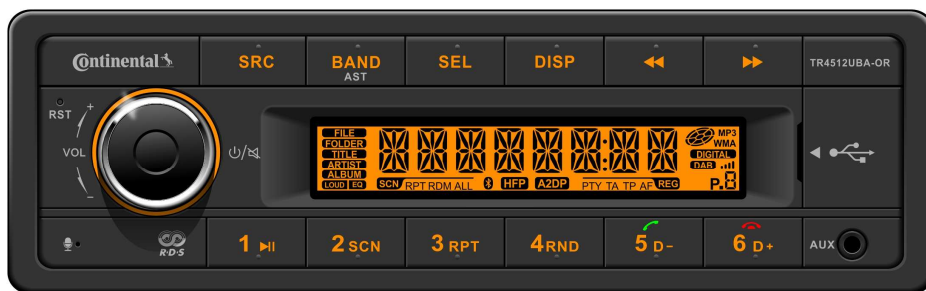 Continental
SRC
BAND
AST
SEL
DISP
TR4512UBA-OR
RST
+
VOL
−
FILE
FOLDER
TITLE
ARTIST
ALBUM
LOUD EQ
SCN RPT RDM ALL HFP A2DP PTY TA TP AF REG
MP3
WMA
DIGITAL
DAB
P.8
R·D·S
1
2 SCN
3 RPT
4 RND
5 D-
6 D+
AUX